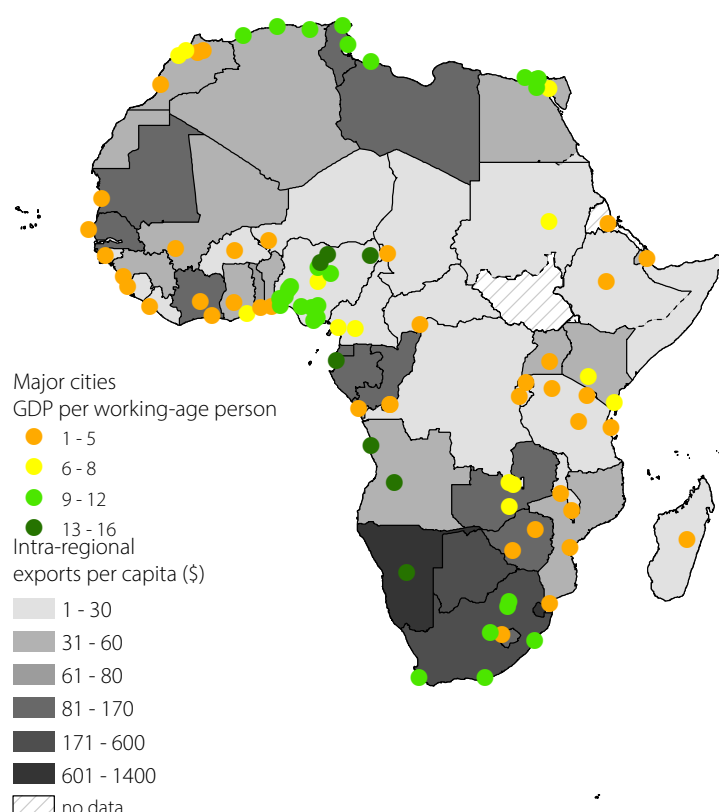 Major cities
GDP per working-age person
1 - 5
6 - 8
9 - 12
13 - 16
Intra-regional
exports per capita ($)
1 - 30
31 - 60
61 - 80
81 - 170
171 - 600
601 - 1400
no data